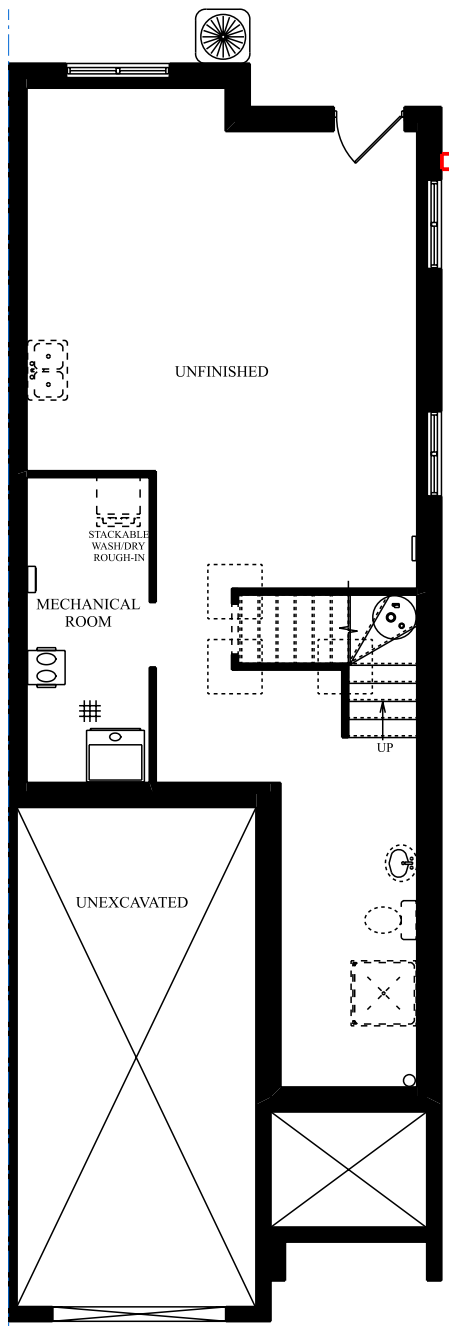 UNFINISHED
STACKABLE
WASH/DRY
ROUGH-IN
MECHANICAL
ROOM
UP
UNEXCAVATED